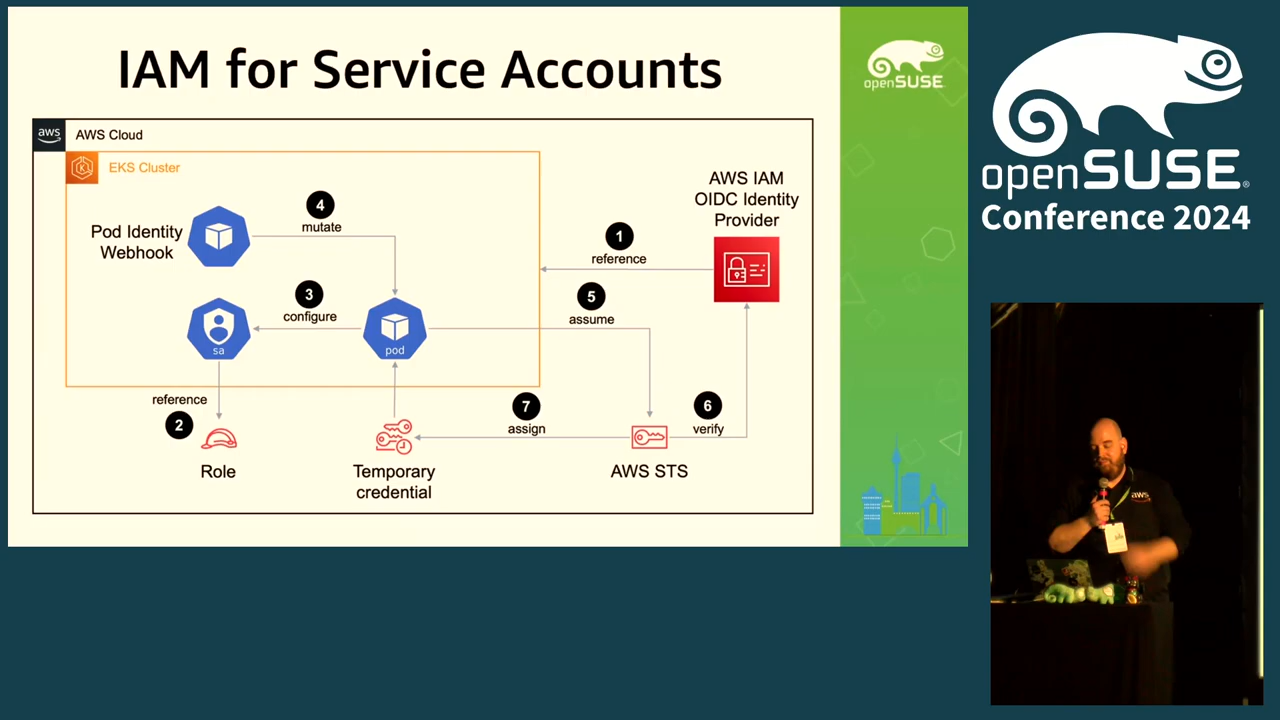 IAM for Service Accounts
aws
AWS Cloud
EKS Cluster
Pod Identity
Webhook
4
mutate
AWS IAM
OIDC Identity
Provider
1
reference
3
configure
5
assume
sa
pod
reference
2
Role
7
assign
6
verify
Temporary
credential
AWS STS
openSUSE
openSUSE®
Conference 2024
aws